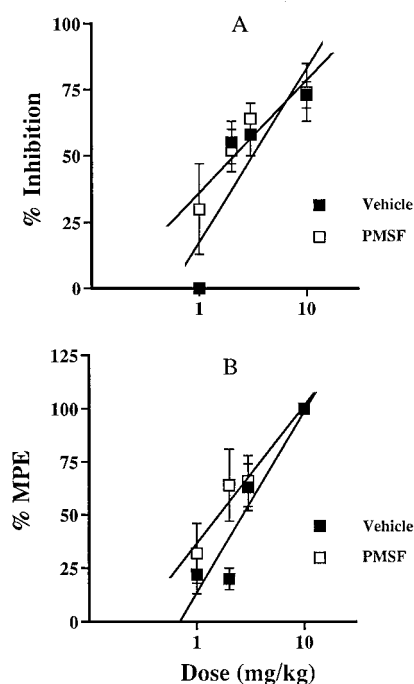 A
100
75
50
25
0
% Inhibition
Vehicle
PMSF
1 10
B
125
100
75
50
25
0
% MPE
Vehicle
PMSF
1 10
Dose (mg/kg)